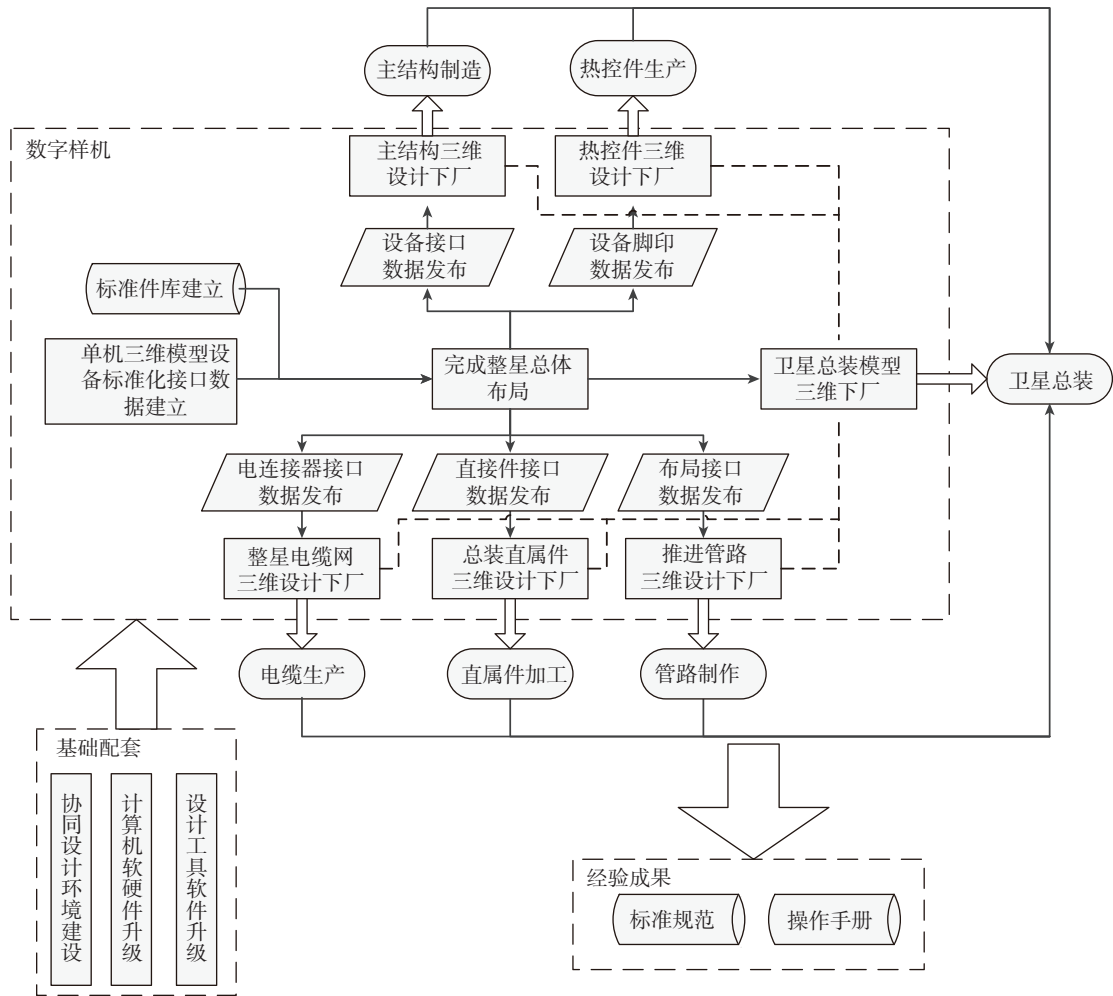 主结构制造
热控件生产
数字样机
主结构三维
设计下厂
热控件三维
设计下厂
设备接口
数据发布
设备脚印
数据发布
标准件库建立
单机三维模型设
备标准化接口数
据建立
完成整星总体
布局
卫星总装模型
三维下厂
卫星总装
电连接器接口
数据发布
直接件接口
数据发布
布局接口
数据发布
整星电缆网
三维设计下厂
总装直属件
三维设计下厂
推进管路
三维设计下厂
电缆生产
直属件加工
管路制作
基础配套
协同设计环境建设
计算机软硬件升级
设计工具软件升级
经验成果
标准规范
操作手册